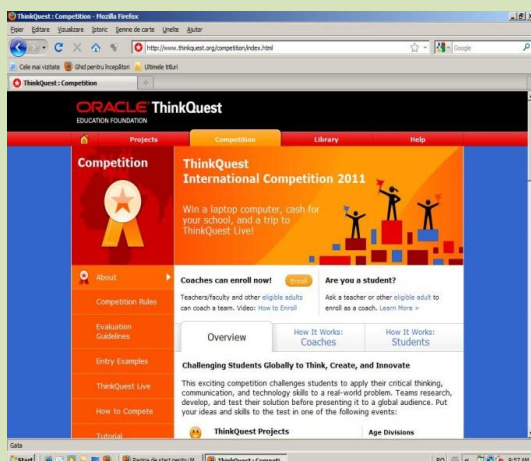 ThinkQuest : Competition - Mozilla Firefox
Fişier Editare Vizualizare Istoric Semne de carte Unelte Ajutor
http://www.thinkquest.org/competition/index.html
Google
Cele mai vizitate Ghid pentru începători Ultimele titluri
ThinkQuest : Competition
ORACLE ThinkQuest
EDUCATION FOUNDATION
Projects Competition Library Help
Competition
ThinkQuest
International Competition 2011
Win a laptop computer, cash for
your school, and a trip to
ThinkQuest Live!
About
Competition Rules
Evaluation
Guidelines
Entry Examples
ThinkQuest Live
How to Compete
Tutorial
Coaches can enroll now! Enroll
Teachers/faculty and other eligible adults
can coach a team. Video: How to Enroll
Are you a student?
Ask a teacher or other eligible adult to
enroll as a coach. Learn More >
Overview
How It Works:
Coaches
How It Works:
Students
Challenging Students Globally to Think, Create, and Innovate
This exciting competition challenges students to apply their critical thinking,
communication, and technology skills to a real-world problem. Teams research,
develop, and test their solution before presenting it to a global audience. Put
your ideas and skills to the test in one of the following events:
ThinkQuest Projects
Age Divisions
Gata
Start
Pagina de start pentru M...
ThinkQuest : Competi...
RO
9:57 AM